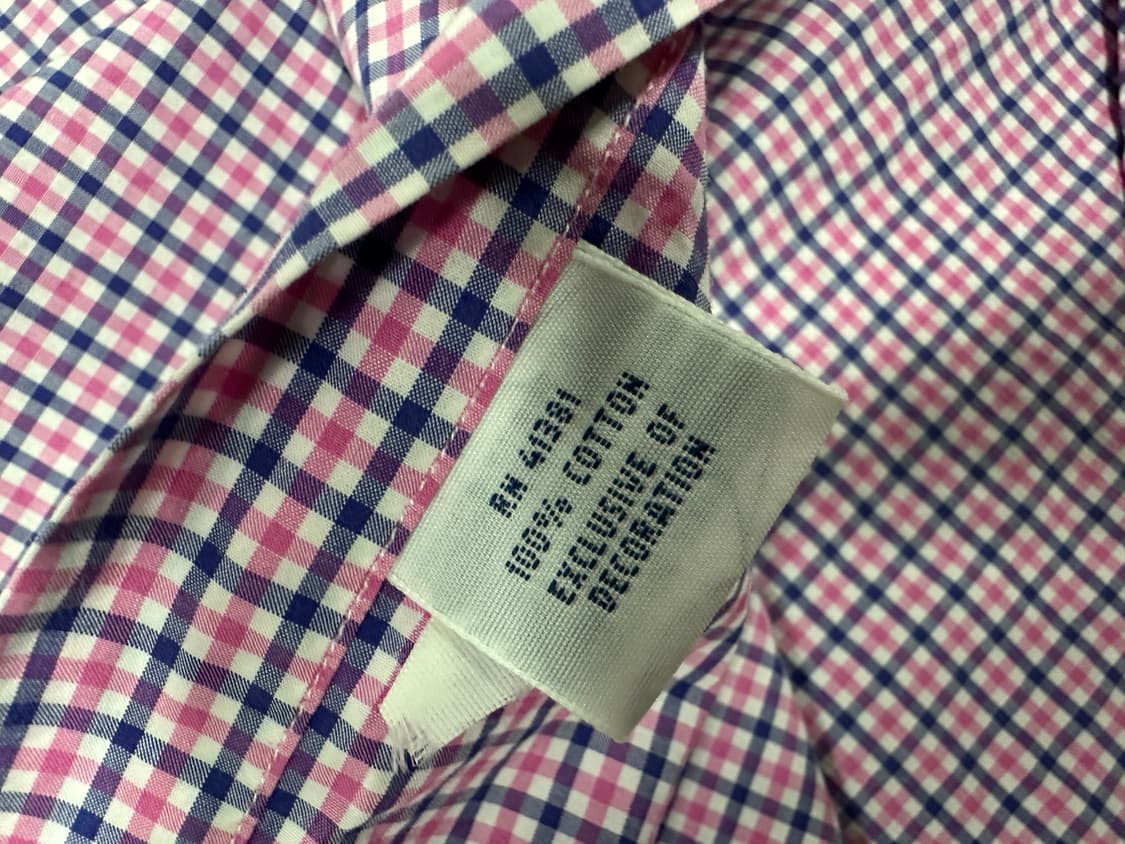 RN 41381
100% COTTON
EXCLUSIVE OF
DECORATION